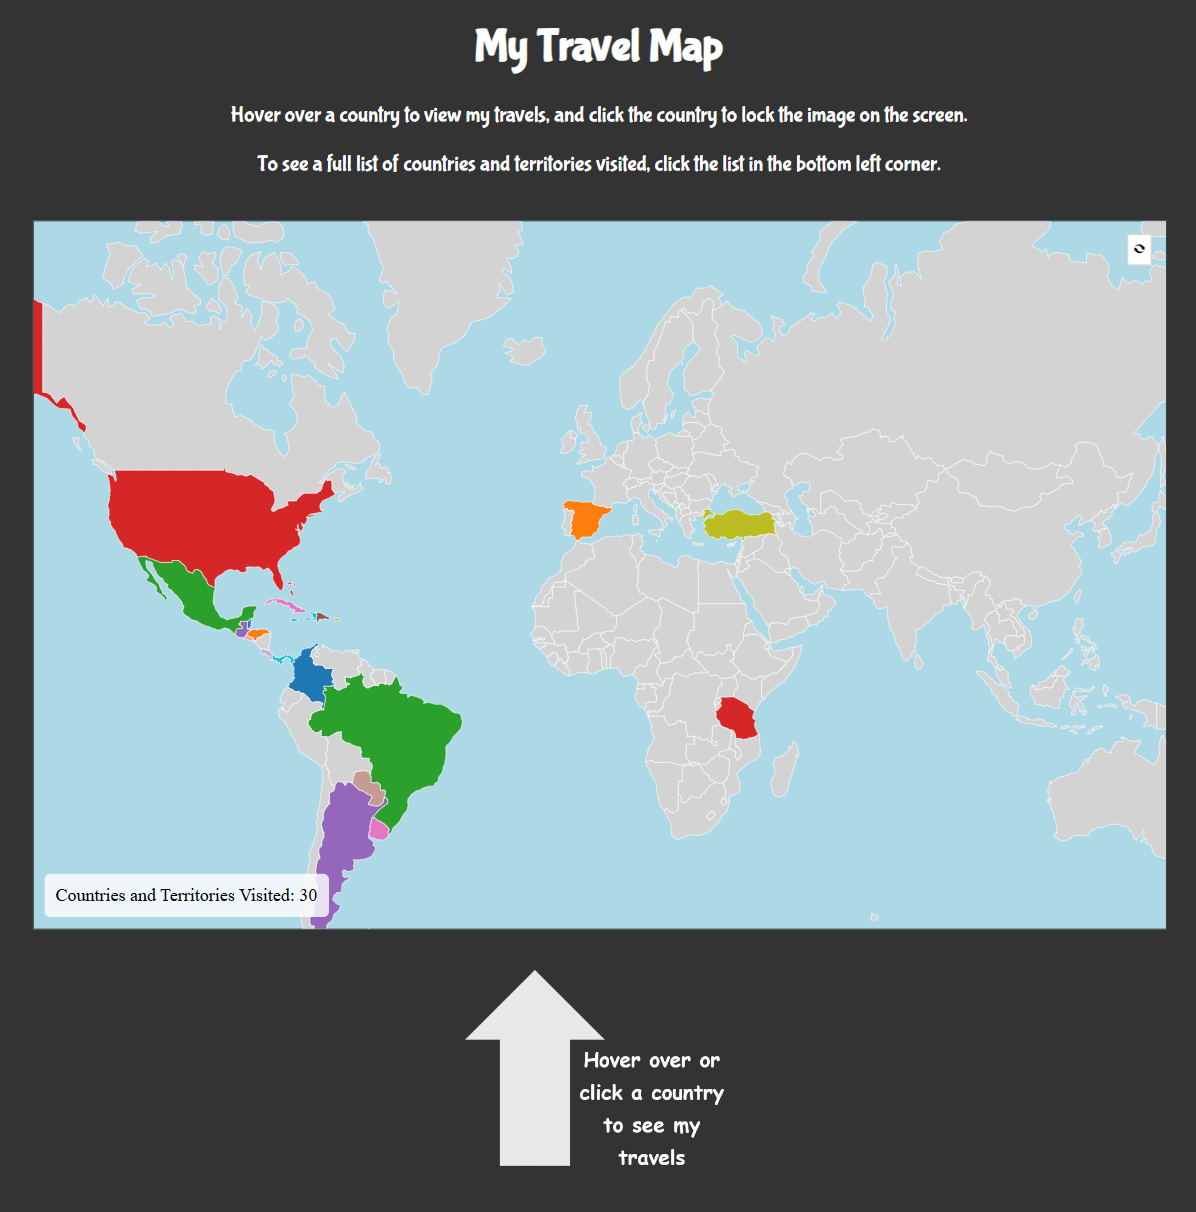 My Travel Map
Hover over a country to view my travels, and click the country to lock the image on the screen.
To see a full list of countries and territories visited, click the list in the bottom left corner.
Countries and Territories Visited: 30
Hover over or
click a country
to see my
travels